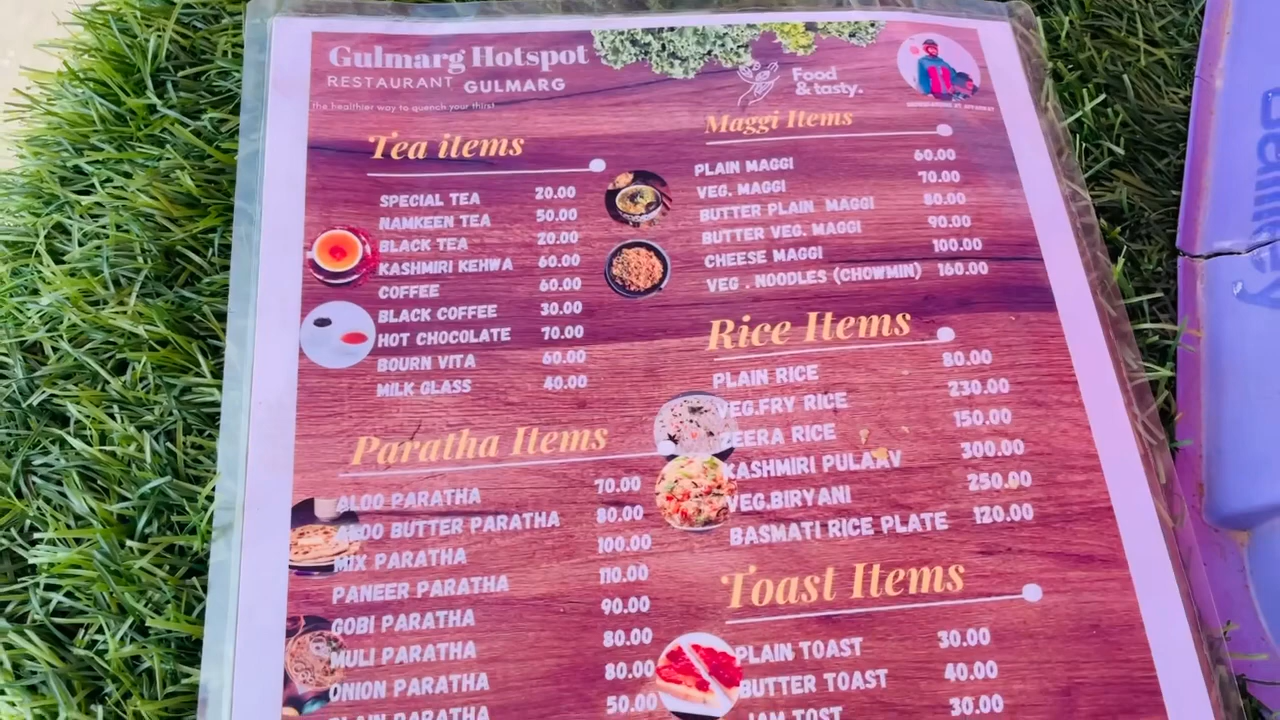 Gulmarg Hotspot
RESTAURANT GULMARG
the healthier way to quench your thirst
Food
& tasty.
Tea items
SPECIAL TEA 20.00
NAMKEEN TEA 50.00
BLACK TEA 20.00
KASHMIRI KEHWA 60.00
COFFEE 60.00
BLACK COFFEE 30.00
HOT CHOCOLATE 70.00
BOURN VITA 60.00
MILK GLASS 40.00
Paratha Items
ALOO PARATHA 70.00
ALOO BUTTER PARATHA 80.00
MIX PARATHA 100.00
PANEER PARATHA 110.00
GOBI PARATHA 90.00
MULI PARATHA 80.00
ONION PARATHA 80.00
PLAIN PARATHA 50.00
Maggi Items
PLAIN MAGGI 60.00
VEG. MAGGI 70.00
BUTTER PLAIN MAGGI 80.00
BUTTER VEG. MAGGI 90.00
CHEESE MAGGI 100.00
VEG . NOODLES (CHOWMIN) 160.00
Rice Items
PLAIN RICE 80.00
VEG.FRY RICE 230.00
ZEERA RICE 150.00
KASHMIRI PULAAV 300.00
VEG.BIRYANI 250.00
BASMATI RICE PLATE 120.00
Toast Items
PLAIN TOAST 30.00
BUTTER TOAST 40.00
JAM TOST 30.00